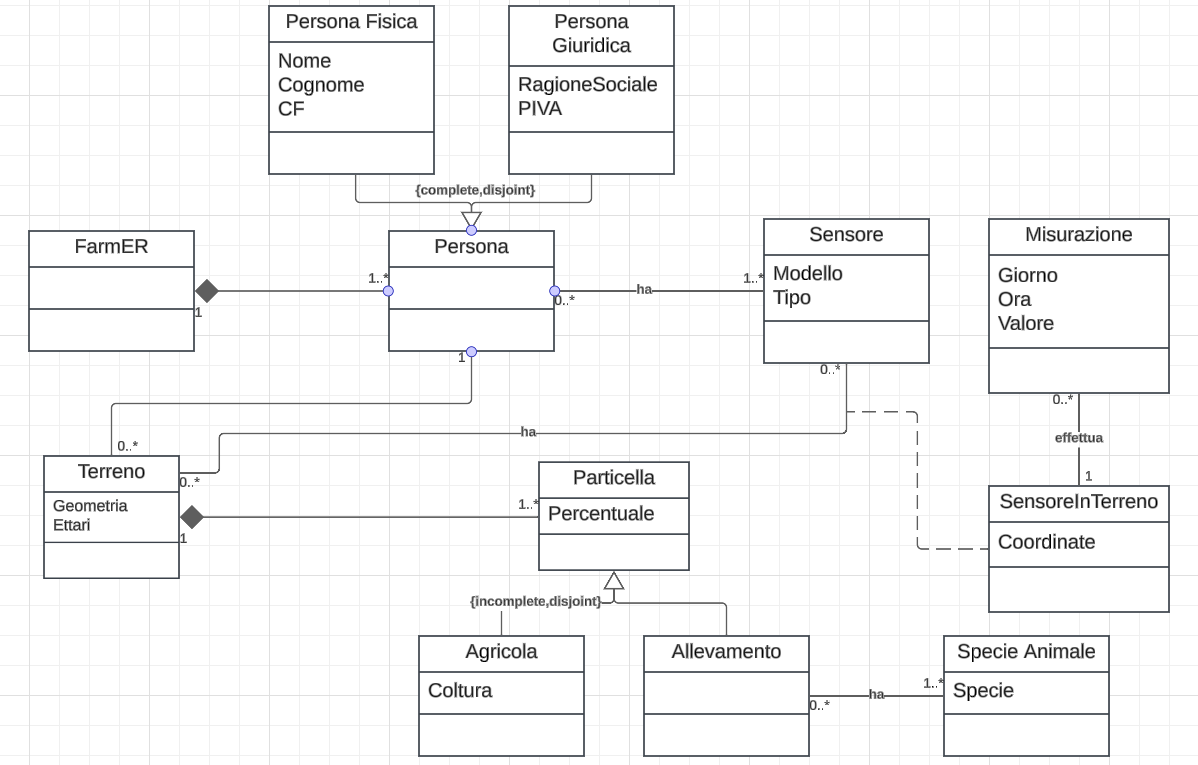 Persona Fisica
Nome
Cognome
CF
Persona
Giuridica
RagioneSociale
PIVA
{complete,disjoint}
FarmER
1
1..*
Persona
0..*
ha
1..*
1
Sensore
Modello
Tipo
0..*
Misurazione
Giorno
Ora
Valore
0..*
effettua
1
SensoreInTerreno
Coordinate
0..*
ha
Terreno
Geometria
Ettari
0..*
1
1..*
Particella
Percentuale
{incomplete,disjoint}
Agricola
Coltura
Allevamento
0..*
ha
1..*
Specie Animale
Specie